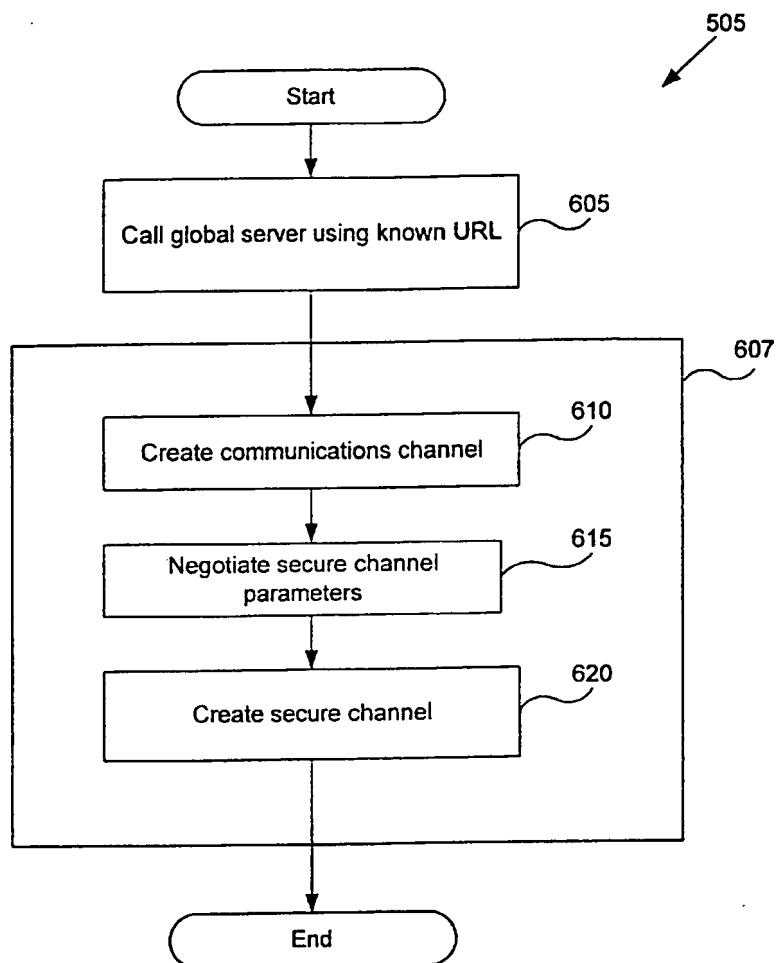 505
Start
605
Call global server using known URL
607
610
Create communications channel
615
Negotiate secure channel
parameters
620
Create secure channel
End